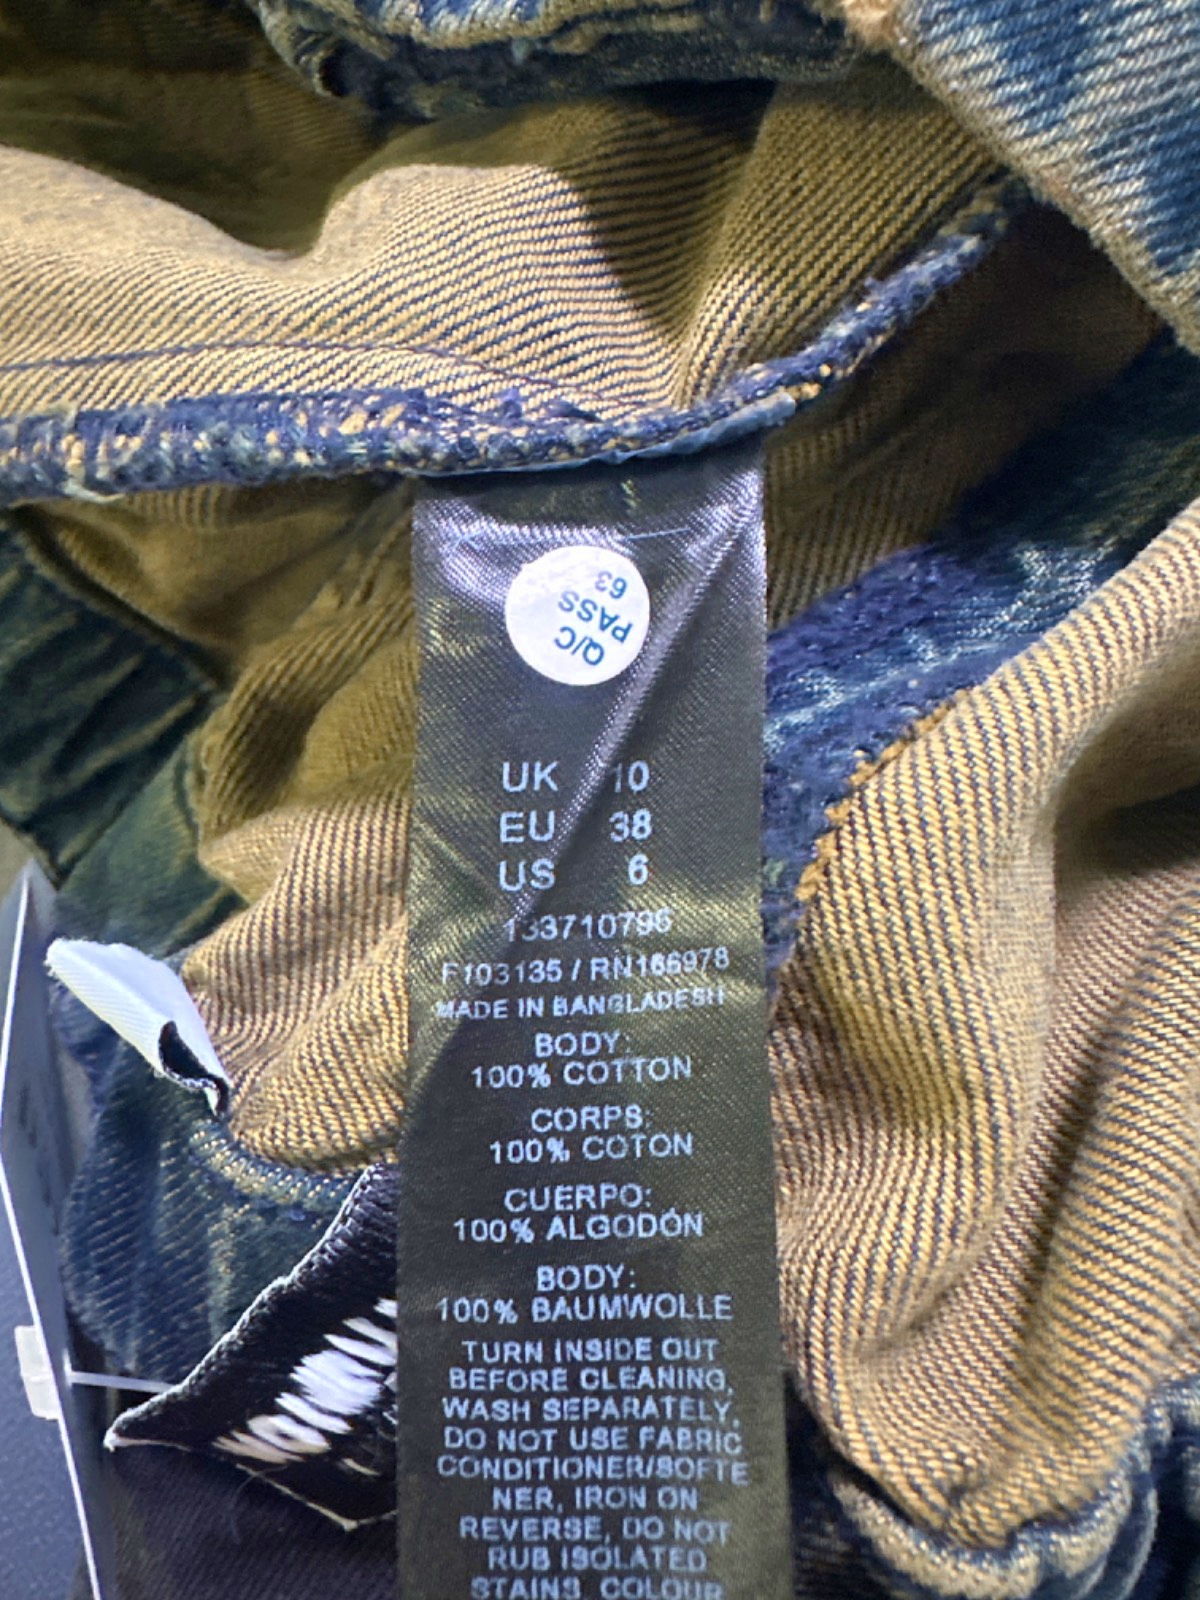 Q/C
PASS
63
UK 10
EU 38
US 6
133710796
F103135 / RN166978
MADE IN BANGLADESH
BODY:
100% COTTON
CORPS:
100% COTON
CUERPO:
100% ALGODÓN
BODY:
100% BAUMWOLLE
TURN INSIDE OUT
BEFORE CLEANING,
WASH SEPARATELY,
DO NOT USE FABRIC
CONDITIONER/SOFTE
NER, IRON ON
REVERSE, DO NOT
RUB ISOLATED
STAINS COLOUR